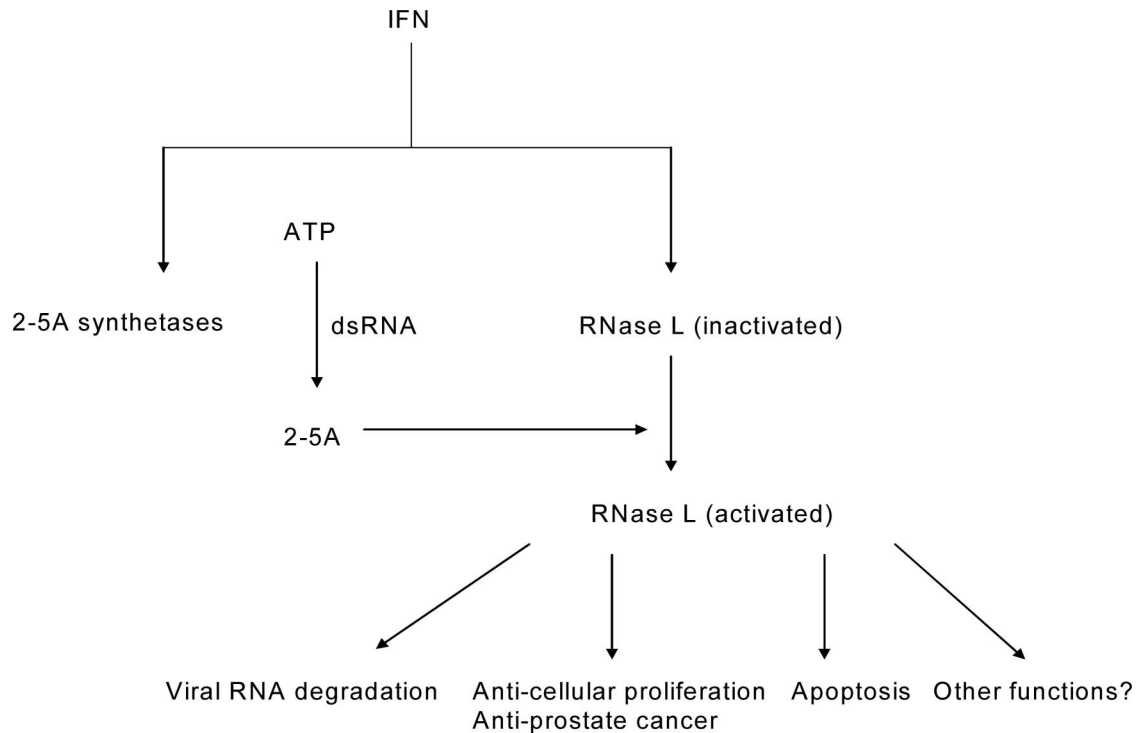 IFN
ATP
2-5A synthetases
dsRNA
RNase L (inactivated)
2-5A
RNase L (activated)
Viral RNA degradation
Anti-cellular proliferation
Anti-prostate cancer
Apoptosis
Other functions?